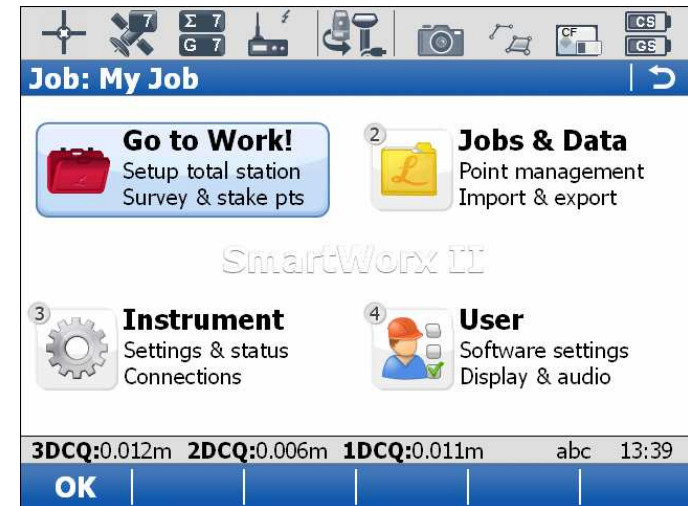 7
Σ 7
G 7
CF
CS
GS
Job: My Job
Go to Work!
Setup total station
Survey & stake pts
2
Jobs & Data
Point management
Import & export
SmartWorx II
3
Instrument
Settings & status
Connections
4
User
Software settings
Display & audio
3DCQ:0.012m 2DCQ:0.006m 1DCQ:0.011m abc 13:39
OK